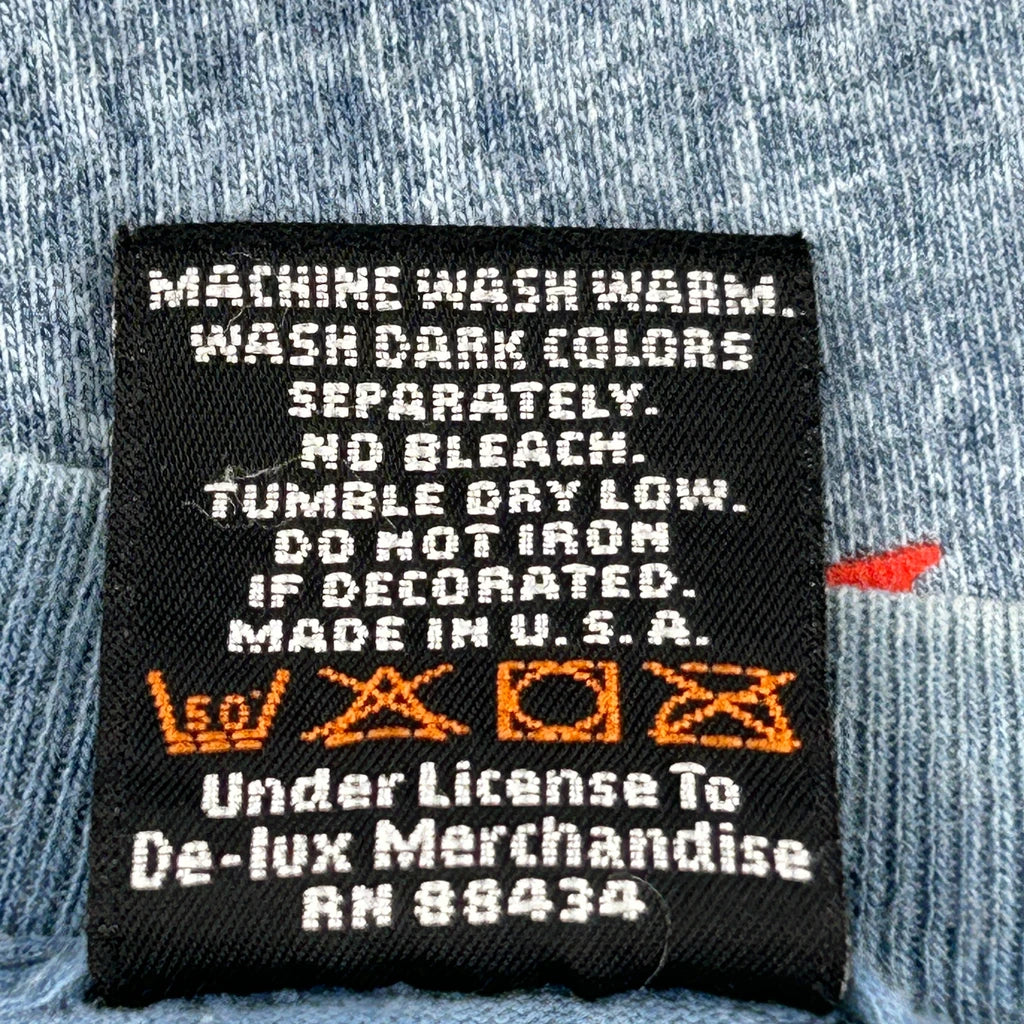 MACHINE WASH WARM.
WASH DARK COLORS
SEPARATELY.
NO BLEACH.
TUMBLE DRY LOW.
DO NOT IRON
IF DECORATED.
MADE IN U.S.A.
50°
Under License To
De-lux Merchandise
RN 88434